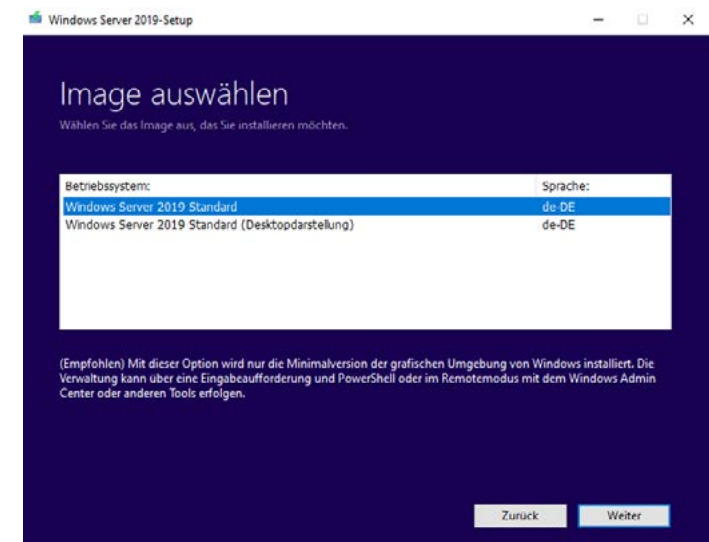 Windows Server 2019-Setup
Image auswählen
Wählen Sie das Image aus, das Sie installieren möchten.
Betriebssystem: Sprache:
Windows Server 2019 Standard de-DE
Windows Server 2019 Standard (Desktopdarstellung) de-DE
(Empfohlen) Mit dieser Option wird nur die Minimalversion der grafischen Umgebung von Windows installiert. Die
Verwaltung kann über eine Eingabeaufforderung und PowerShell oder im Remotemodus mit dem Windows Admin
Center oder anderen Tools erfolgen.
Zurück Weiter